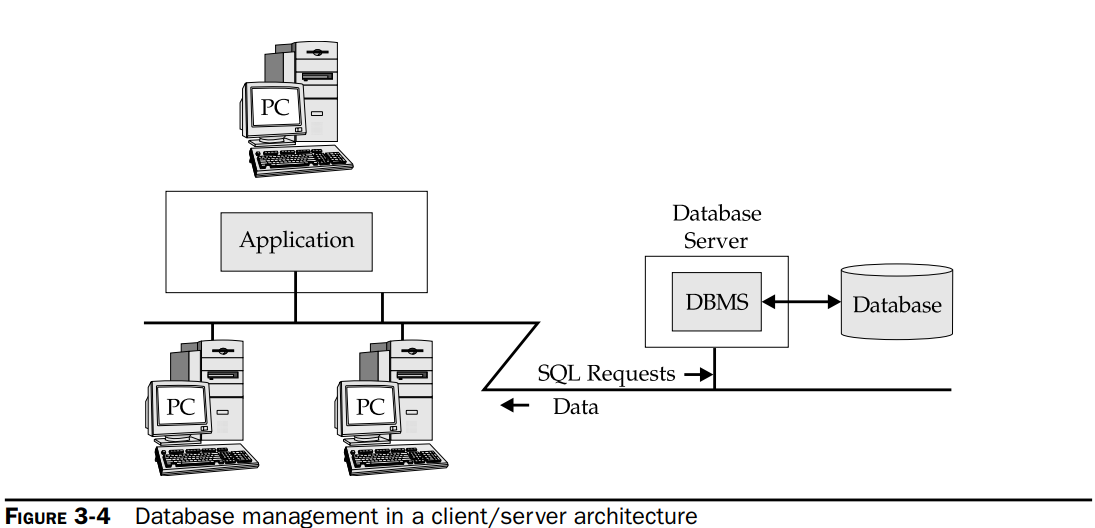 PC
Application
Database
Server
DBMS
Database
PC
PC
SQL Requests
Data
FIGURE 3-4 Database management in a client/server architecture